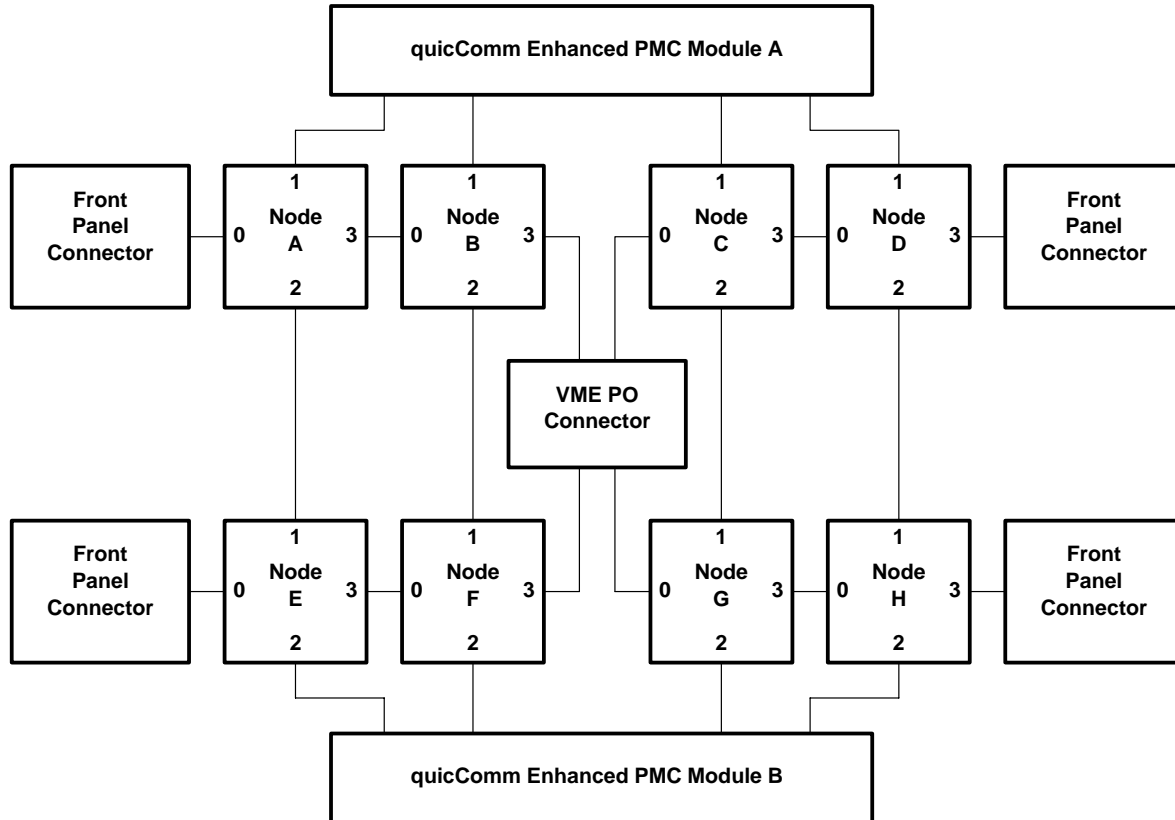 quicComm Enhanced PMC Module A
Front
Panel
Connector
1
Node
A
0
3
2
1
Node
B
0
3
2
1
Node
C
0
3
2
1
Node
D
0
3
2
Front
Panel
Connector
VME PO
Connector
Front
Panel
Connector
1
Node
E
0
3
2
1
Node
F
0
3
2
1
Node
G
0
3
2
1
Node
H
0
3
2
Front
Panel
Connector
quicComm Enhanced PMC Module B